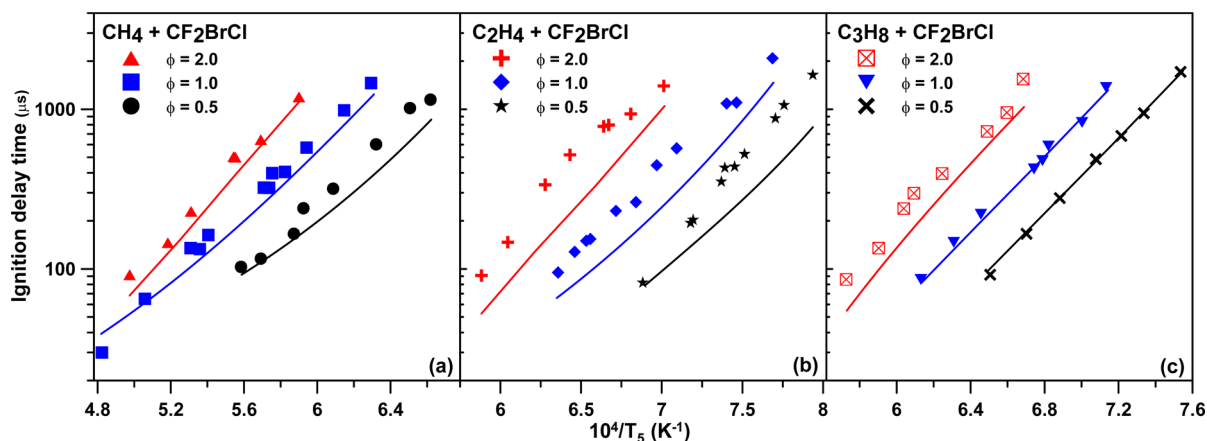 CH4 + CF2BrCl
ϕ = 2.0
ϕ = 1.0
ϕ = 0.5
(a)
C2H4 + CF2BrCl
ϕ = 2.0
ϕ = 1.0
ϕ = 0.5
(b)
C3H8 + CF2BrCl
ϕ = 2.0
ϕ = 1.0
ϕ = 0.5
(c)
Ignition delay time (μs)
1000
100
4.8 5.2 5.6 6 6.4
6 6.5 7 7.5 8
6 6.4 6.8 7.2 7.6
10⁴/T5 (K⁻¹)